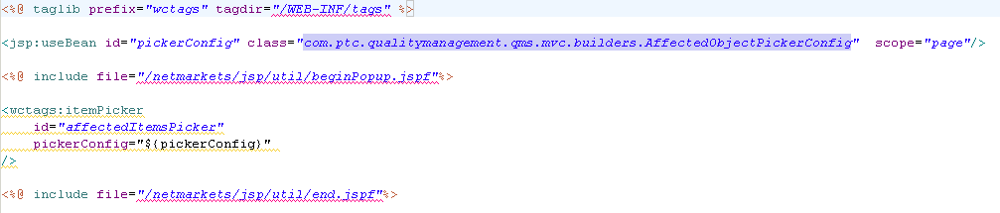 <%@ taglib prefix="wctags" tagdir="/WEB-INF/tags" %>
<jsp:useBean id="pickerConfig" class="com.ptc.qualitymanagement.qms.mvc.builders.AffectedObjectPickerConfig" scope="page"/>
<%@ include file="/netmarkets/jsp/util/beginPopup.jspf"%>
<wctags:itemPicker
id="affectedItemsPicker"
pickerConfig="${pickerConfig}"
/>
<%@ include file="/netmarkets/jsp/util/end.jspf"%>